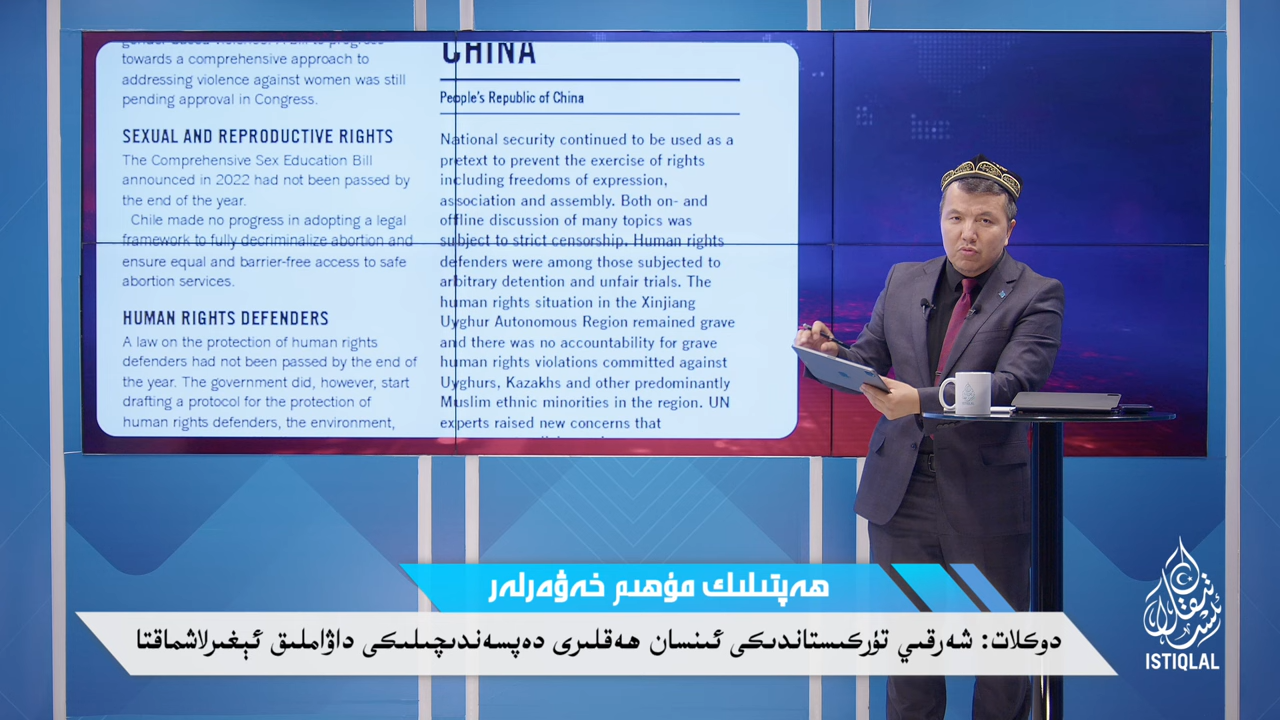 towards a comprehensive approach to
addressing violence against women was still
pending approval in Congress.
SEXUAL AND REPRODUCTIVE RIGHTS
The Comprehensive Sex Education Bill
announced in 2022 had not been passed by
the end of the year.
Chile made no progress in adopting a legal
framework to fully decriminalize abortion and
ensure equal and barrier-free access to safe
abortion services.
HUMAN RIGHTS DEFENDERS
A law on the protection of human rights
defenders had not been passed by the end of
the year. The government did, however, start
drafting a protocol for the protection of
human rights defenders, the environment,
CHINA
People's Republic of China
National security continued to be used as a
pretext to prevent the exercise of rights
including freedoms of expression,
association and assembly. Both on- and
offline discussion of many topics was
subject to strict censorship. Human rights
defenders were among those subjected to
arbitrary detention and unfair trials. The
human rights situation in the Xinjiang
Uyghur Autonomous Region remained grave
and there was no accountability for grave
human rights violations committed against
Uyghurs, Kazakhs and other predominantly
Muslim ethnic minorities in the region. UN
experts raised new concerns that
ھەپتىلىك مۇھىم خەۋەرلەر
دوكلات: شەرقىي تۈركىستاندىكى ئىنسان ھەقلىرى دەپسەندىچىلىكى داۋاملىق ئېغىرلاشماقتا
ئىستىقلال
ISTIQLAL